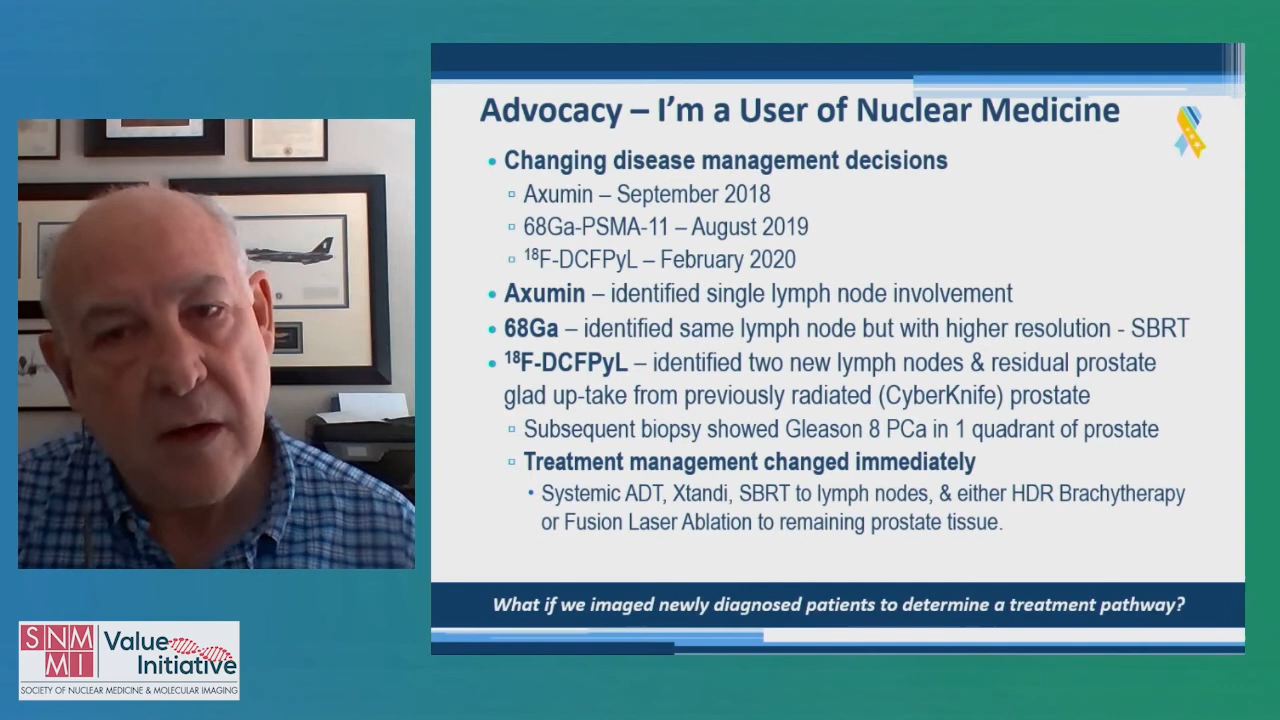 Advocacy – I'm a User of Nuclear Medicine
• Changing disease management decisions
▫ Axumin – September 2018
▫ 68Ga-PSMA-11 – August 2019
▫ ¹⁸F-DCFPyL – February 2020
• Axumin – identified single lymph node involvement
• 68Ga – identified same lymph node but with higher resolution - SBRT
• ¹⁸F-DCFPyL – identified two new lymph nodes & residual prostate
glad up-take from previously radiated (CyberKnife) prostate
▫ Subsequent biopsy showed Gleason 8 PCa in 1 quadrant of prostate
▫ Treatment management changed immediately
• Systemic ADT, Xtandi, SBRT to lymph nodes, & either HDR Brachytherapy
or Fusion Laser Ablation to remaining prostate tissue.
What if we imaged newly diagnosed patients to determine a treatment pathway?
SNM
MI
Value
Initiative
SOCIETY OF NUCLEAR MEDICINE & MOLECULAR IMAGING